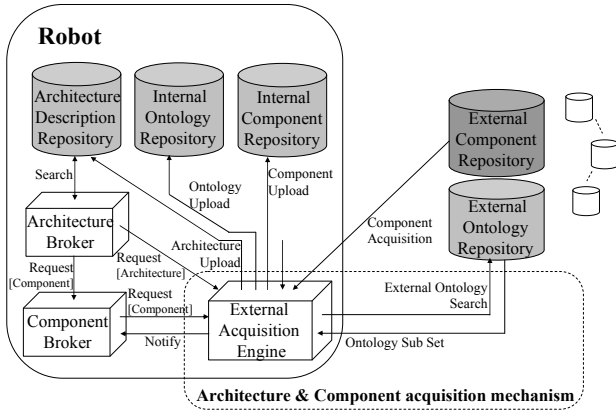 Robot
Architecture
Description
Repository
Internal
Ontology
Repository
Internal
Component
Repository
External
Component
Repository
Search
Ontology
Upload
Component
Upload
External
Ontology
Repository
Component
Acquisition
Architecture
Broker
Request
[Architecture]
Architecture
Upload
Request
[Component]
Request
[Component]
External Ontology
Search
Component
Broker
External
Acquisition
Engine
Notify
Ontology Sub Set
Architecture & Component acquisition mechanism